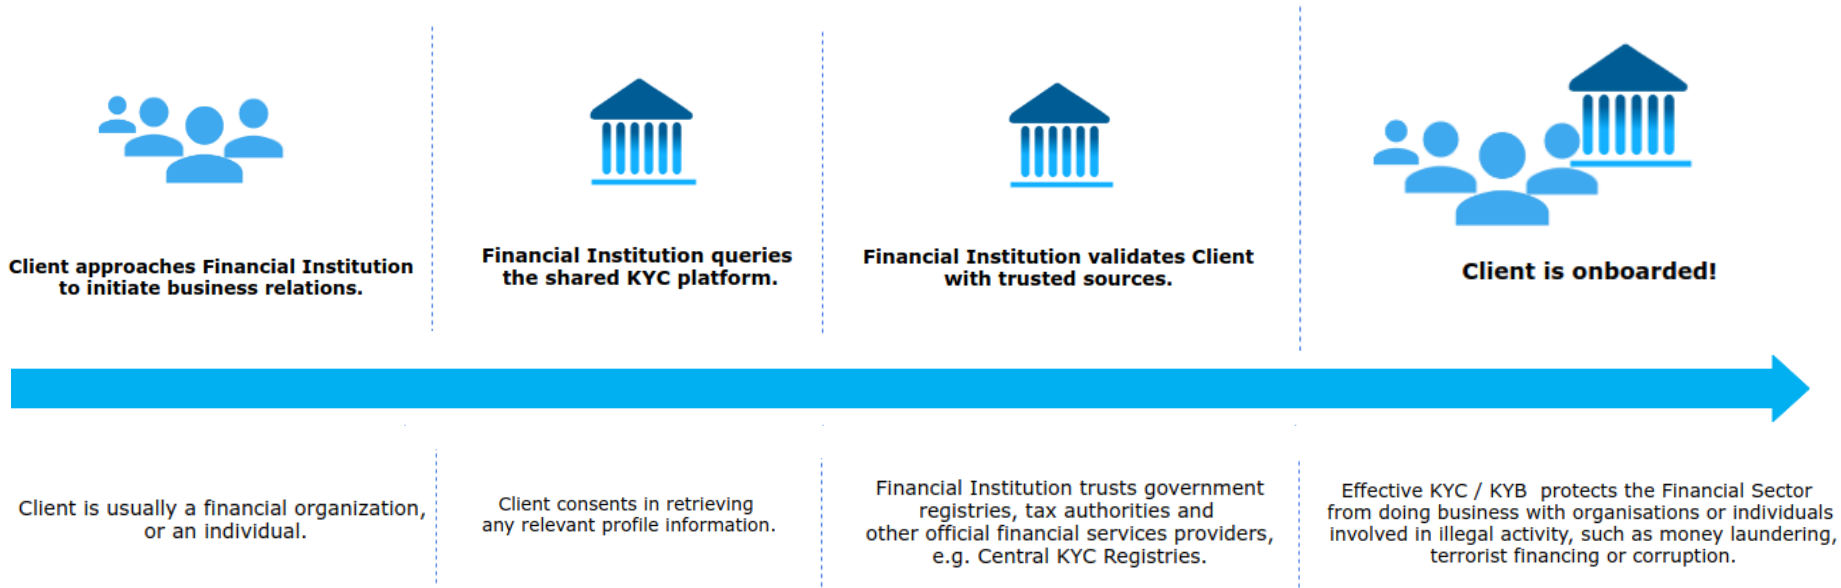 Client approaches Financial Institution
to initiate business relations.
Financial Institution queries
the shared KYC platform.
Financial Institution validates Client
with trusted sources.
Client is onboarded!
Client is usually a financial organization,
or an individual.
Client consents in retrieving
any relevant profile information.
Financial Institution trusts government
registries, tax authorities and
other official financial services providers,
e.g. Central KYC Registries.
Effective KYC / KYB protects the Financial Sector
from doing business with organisations or individuals
involved in illegal activity, such as money laundering,
terrorist financing or corruption.